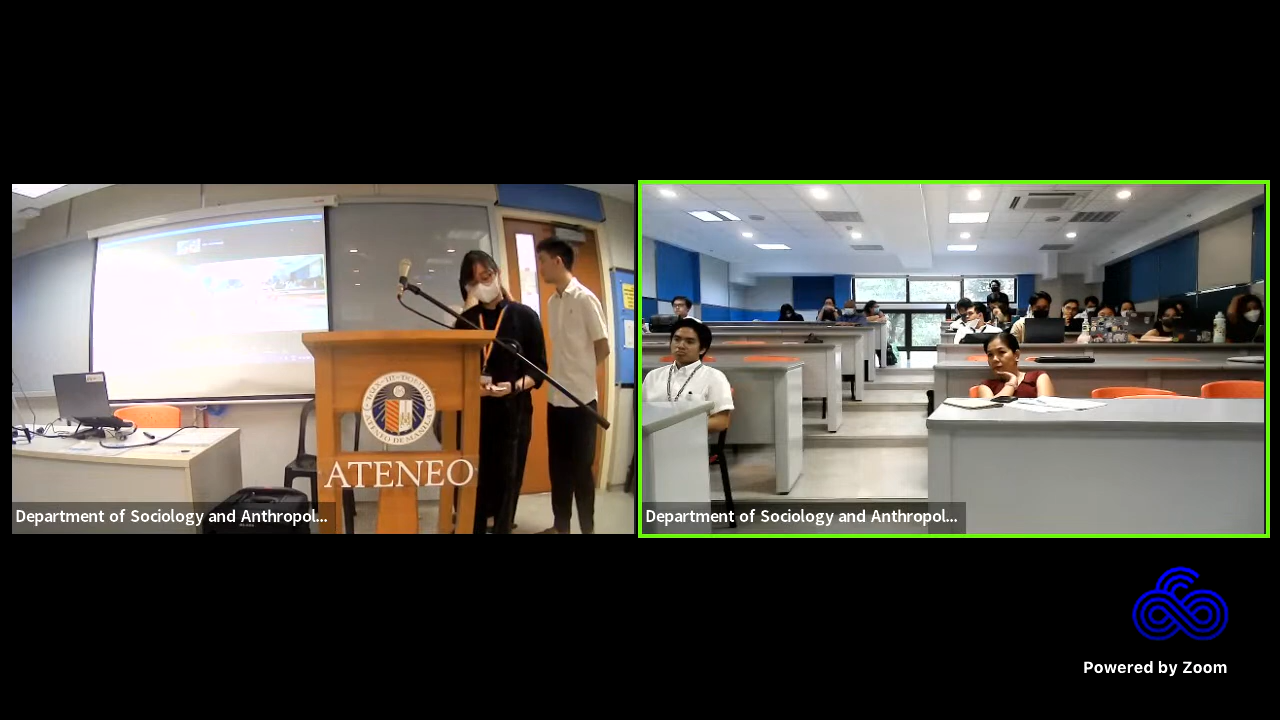 ATENEO
Department of Sociology and Anthropol...
Department of Sociology and Anthropol...
Powered by Zoom